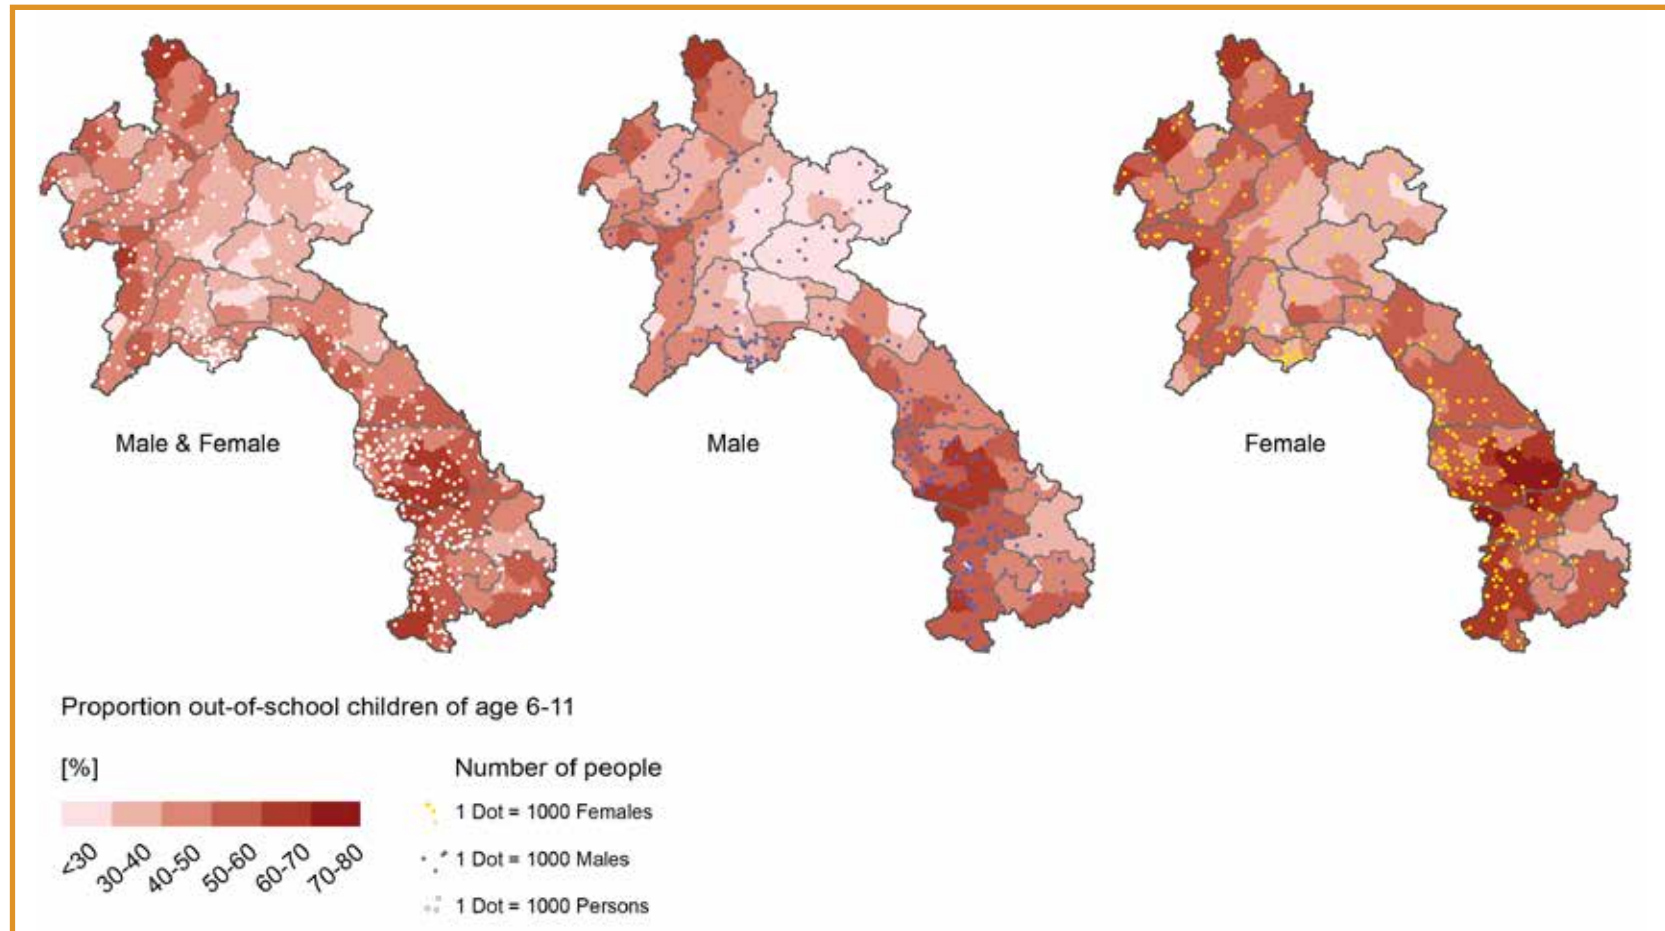 Male & Female
Male
Female
Proportion out-of-school children of age 6-11
[%]
<30
30-40
40-50
50-60
60-70
70-80
Number of people
1 Dot = 1000 Females
1 Dot = 1000 Males
1 Dot = 1000 Persons